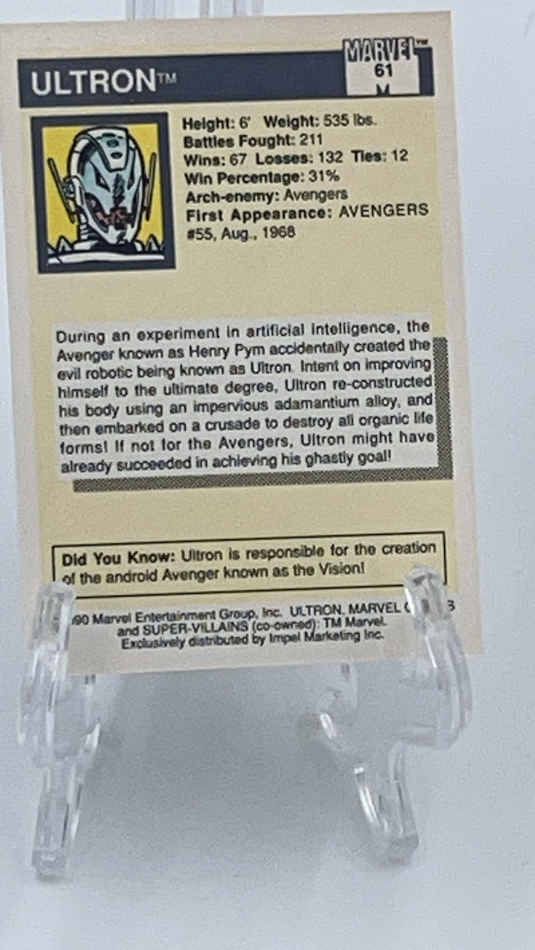 MARVEL™
ULTRON™
61
Height: 6' Weight: 535 lbs.
Battles Fought: 211
Wins: 67 Losses: 132 Ties: 12
Win Percentage: 31%
Arch-enemy: Avengers
First Appearance: AVENGERS
#55, Aug., 1968
During an experiment in artificial intelligence, the
Avenger known as Henry Pym accidentally created the
evil robotic being known as Ultron. Intent on improving
himself to the ultimate degree, Ultron re-constructed
his body using an impervious adamantium alloy, and
then embarked on a crusade to destroy all organic life
forms! If not for the Avengers, Ultron might have
already succeeded in achieving his ghastly goal!
Did You Know: Ultron is responsible for the creation
of the android Avenger known as the Vision!
90 Marvel Entertainment Group, Inc. ULTRON, MARVEL
and SUPER-VILLAINS (co-owned): TM Marvel.
Exclusively distributed by Impel Marketing Inc.